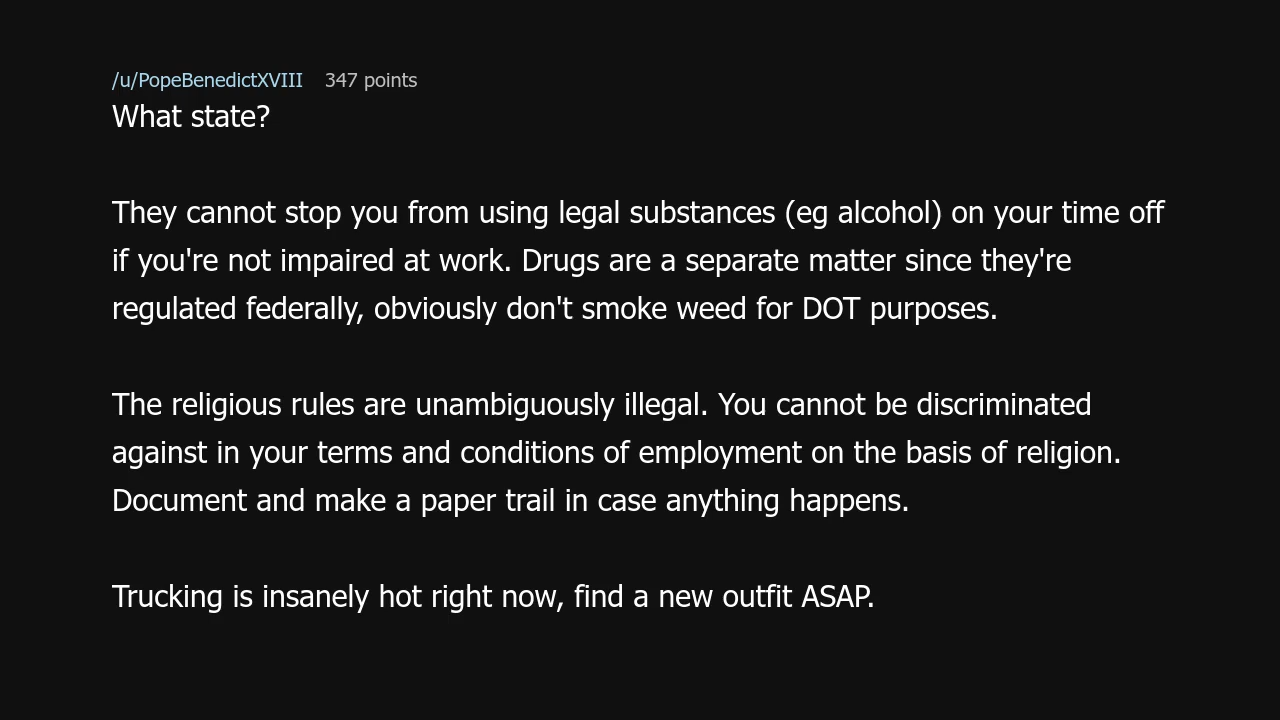 /u/PopeBenedictXVIII 347 points
What state?
They cannot stop you from using legal substances (eg alcohol) on your time off
if you're not impaired at work. Drugs are a separate matter since they're
regulated federally, obviously don't smoke weed for DOT purposes.
The religious rules are unambiguously illegal. You cannot be discriminated
against in your terms and conditions of employment on the basis of religion.
Document and make a paper trail in case anything happens.
Trucking is insanely hot right now, find a new outfit ASAP.